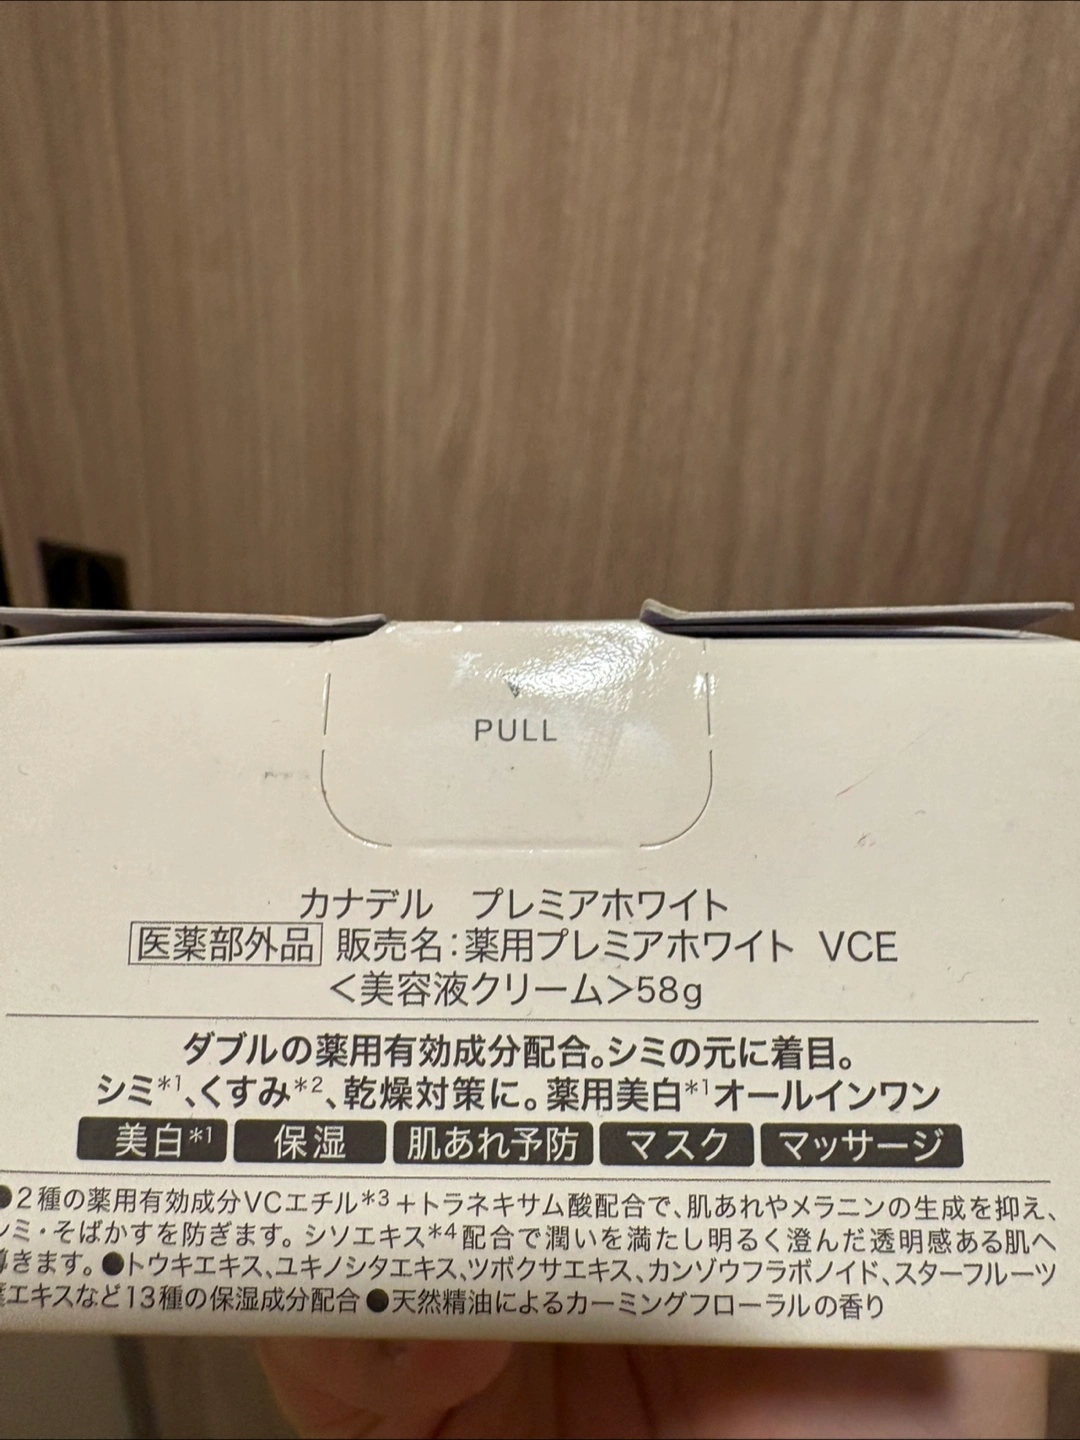 PULL
カナデル プレミアホワイト
医薬部外品 販売名:薬用プレミアホワイト VCE
<美容液クリーム>58g
ダブルの薬用有効成分配合。シミの元に着目。
シミ*1、くすみ*2、乾燥対策に。薬用美白*1オールインワン
美白*1 保湿 肌あれ予防 マスク マッサージ
●2種の薬用有効成分VCエチル*3+トラネキサム酸配合で、肌あれやメラニンの生成を抑え、
シミ・そばかすを防ぎます。シソエキス*4配合で潤いを満たし明るく澄んだ透明感ある肌へ
導きます。●トウキエキス、ユキノシタエキス、ツボクサエキス、カンゾウフラボノイド、スターフルーツ
葉エキスなど13種の保湿成分配合●天然精油によるカーミングフローラルの香り